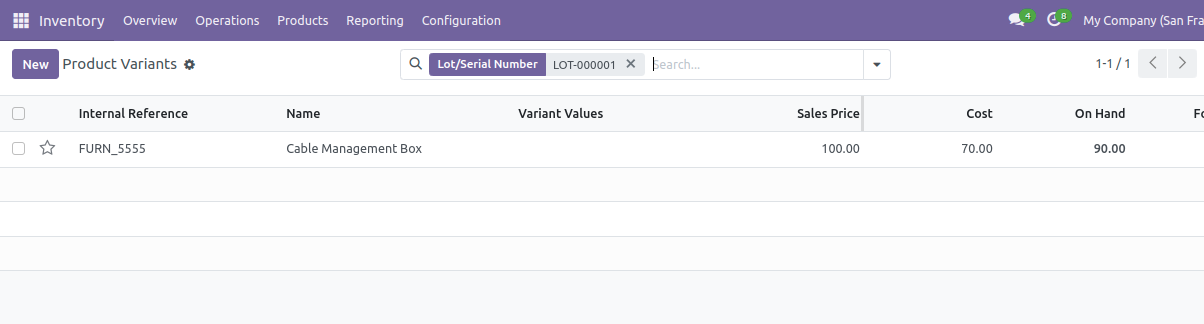 Inventory Overview Operations Products Reporting Configuration 4 8 My Company (San Fra
New Product Variants Lot/Serial Number LOT-000001 Search... 1-1 / 1
Internal Reference Name Variant Values Sales Price Cost On Hand Fo
FURN_5555 Cable Management Box 100.00 70.00 90.00